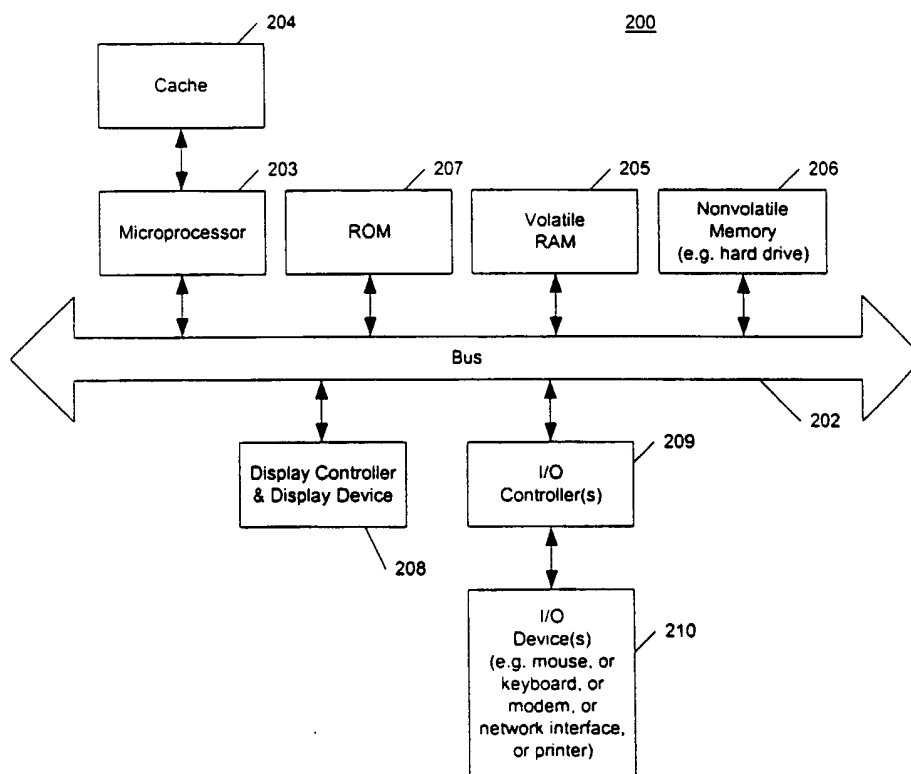 204
200
Cache
203
207
205
206
Microprocessor
ROM
Volatile
RAM
Nonvolatile
Memory
(e.g. hard drive)
Bus
202
209
Display Controller
& Display Device
I/O
Controller(s)
208
I/O
Device(s)
(e.g. mouse, or
keyboard, or
modem, or
network interface,
or printer)
210